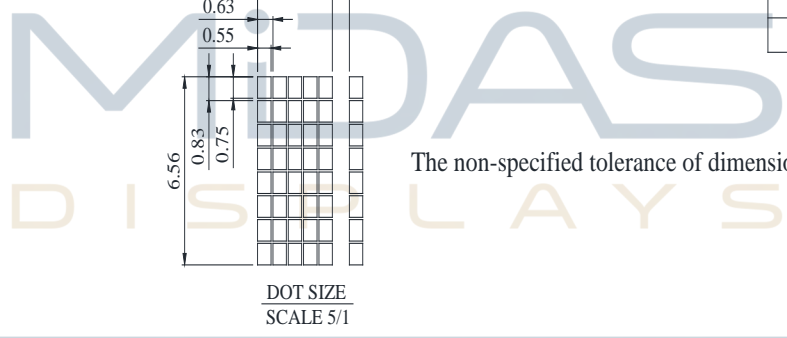 MiDAS
DISPLAYS
0.63
0.55
6.56
0.83
0.75
The non-specified tolerance of dimensio
DOT SIZE
SCALE 5/1